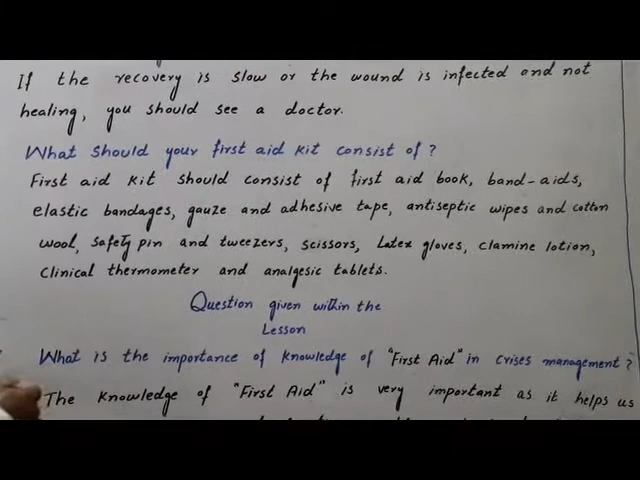 If the recovery is slow or the wound is infected and not
healing, you should see a doctor.
What should your first aid kit consist of?
First aid kit should consist of first aid book, band-aids,
elastic bandages, gauze and adhesive tape, antiseptic wipes and cotton
wool, safety pin and tweezers, scissors, Latex gloves, clamine lotion,
clinical thermometer and analgesic tablets.
Question given within the
Lesson
What is the importance of knowledge of "First Aid" in crises management?
The knowledge of "First Aid" is very important as it helps us